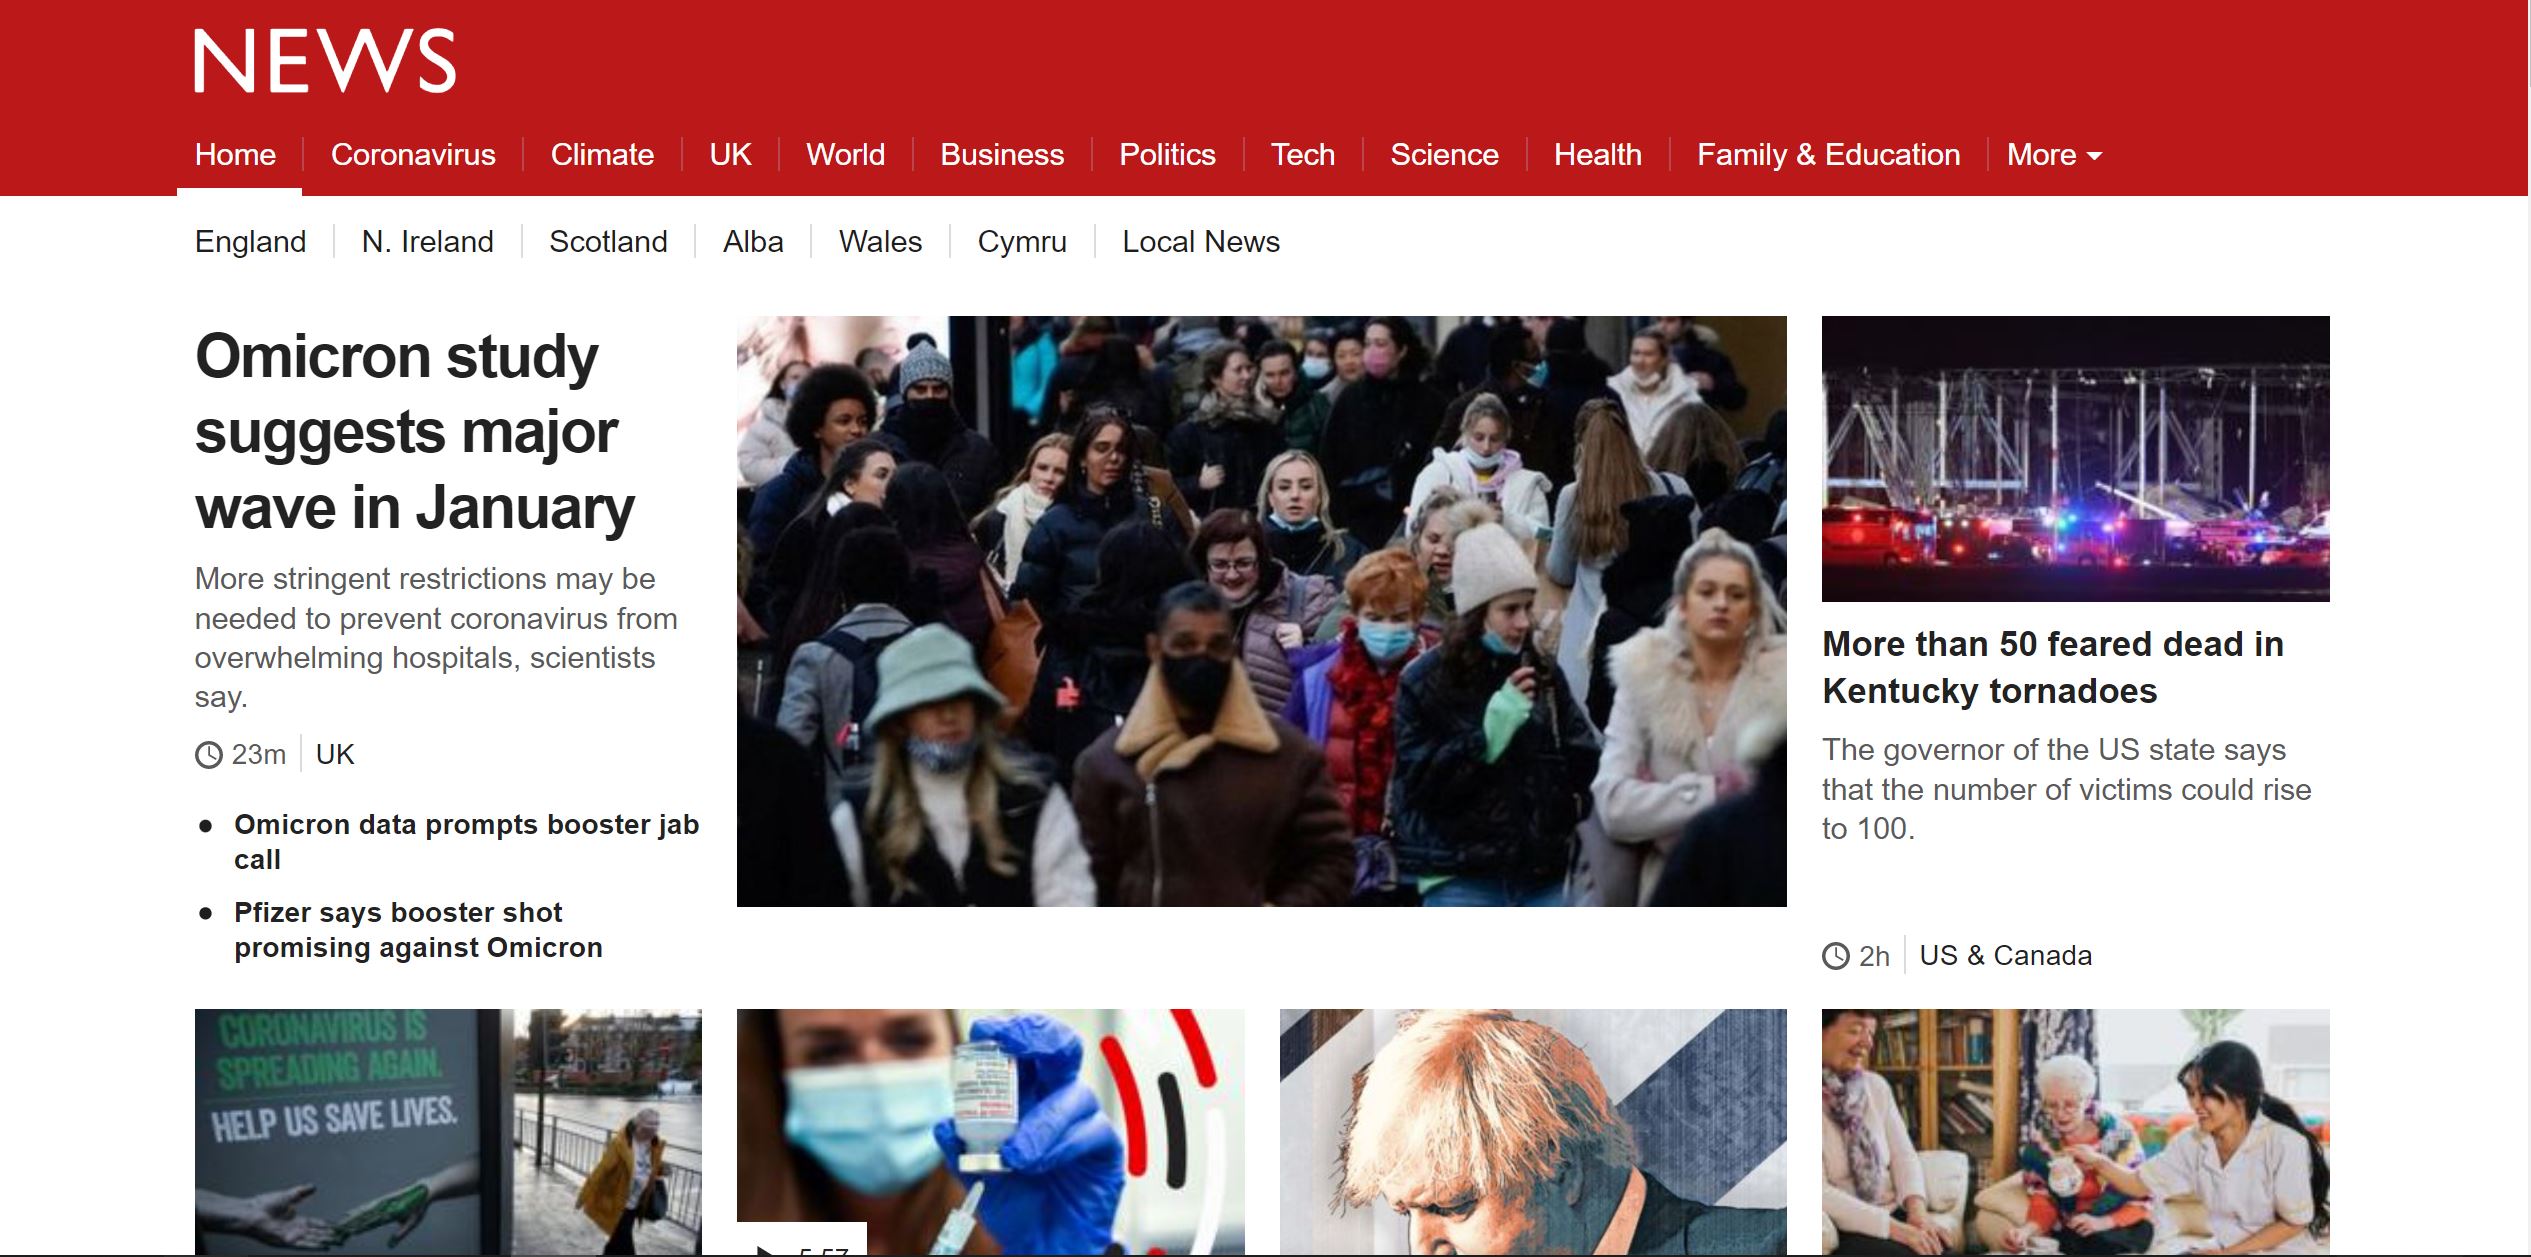 NEWS
Home Coronavirus Climate UK World Business Politics Tech Science Health Family & Education More
England N. Ireland Scotland Alba Wales Cymru Local News
Omicron study
suggests major
wave in January
More stringent restrictions may be
needed to prevent coronavirus from
overwhelming hospitals, scientists
say.
23m UK
Omicron data prompts booster jab
call
Pfizer says booster shot
promising against Omicron
More than 50 feared dead in
Kentucky tornadoes
The governor of the US state says
that the number of victims could rise
to 100.
2h US & Canada
CORONAVIRUS IS
SPREADING AGAIN.
HELP US SAVE LIVES.